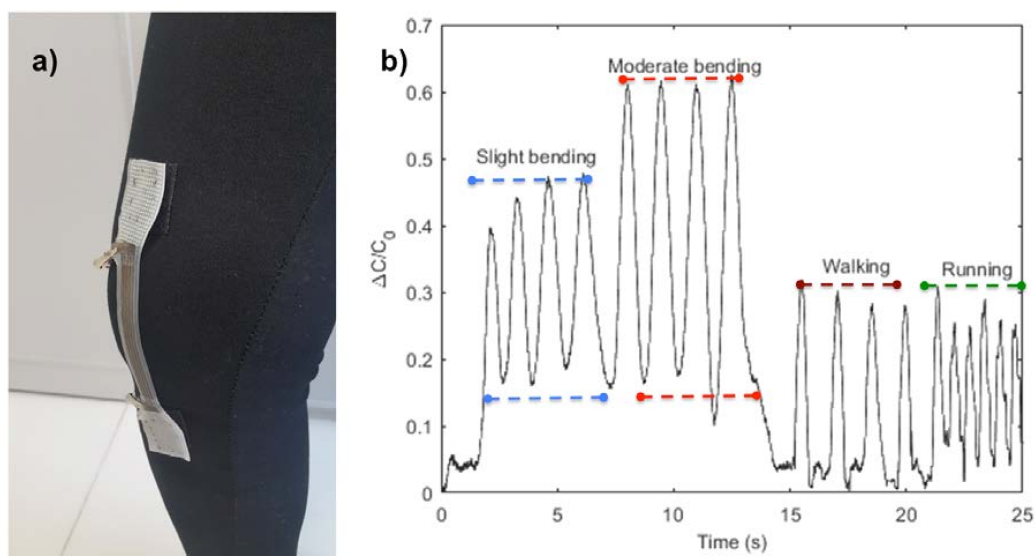 a)
b)
0.7
0.6
0.5
0.4
0.3
0.2
0.1
0
ΔC/C0
Moderate bending
Slight bending
Walking
Running
0
5
10
15
20
25
Time (s)